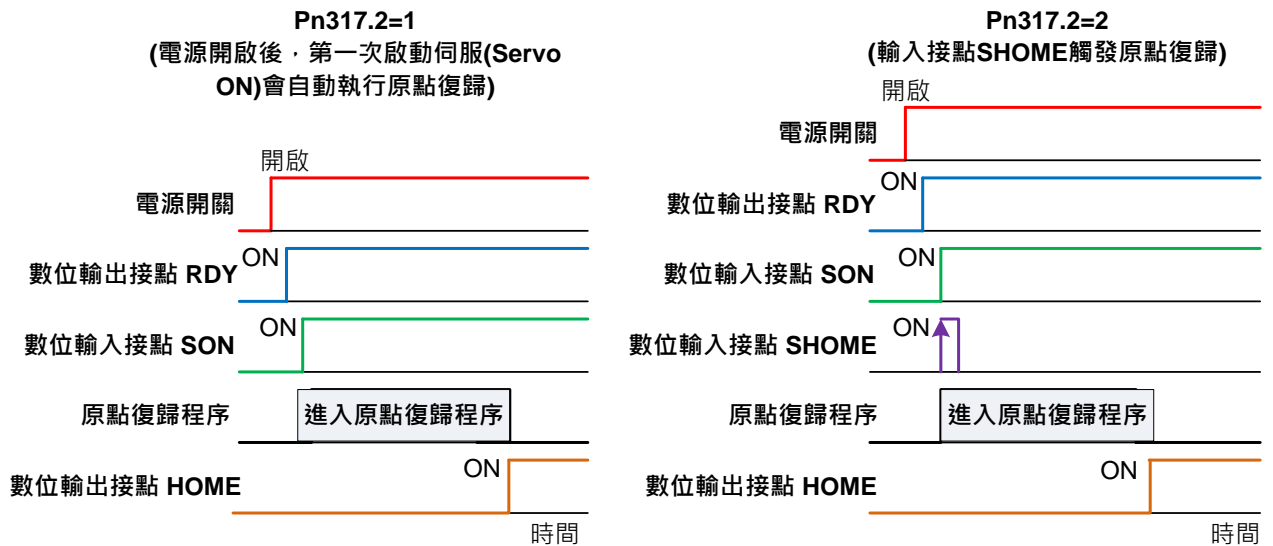 Pn317.2=1
(電源開啟後，第一次啟動伺服(Servo
ON)會自動執行原點復歸)
開啟
電源開關
ON
數位輸出接點 RDY
ON
數位輸入接點 SON
原點復歸程序
進入原點復歸程序
ON
數位輸出接點 HOME
時間
Pn317.2=2
(輸入接點SHOME觸發原點復歸)
開啟
電源開關
ON
數位輸出接點 RDY
ON
數位輸入接點 SON
ON
數位輸入接點 SHOME
原點復歸程序
進入原點復歸程序
ON
數位輸出接點 HOME
時間